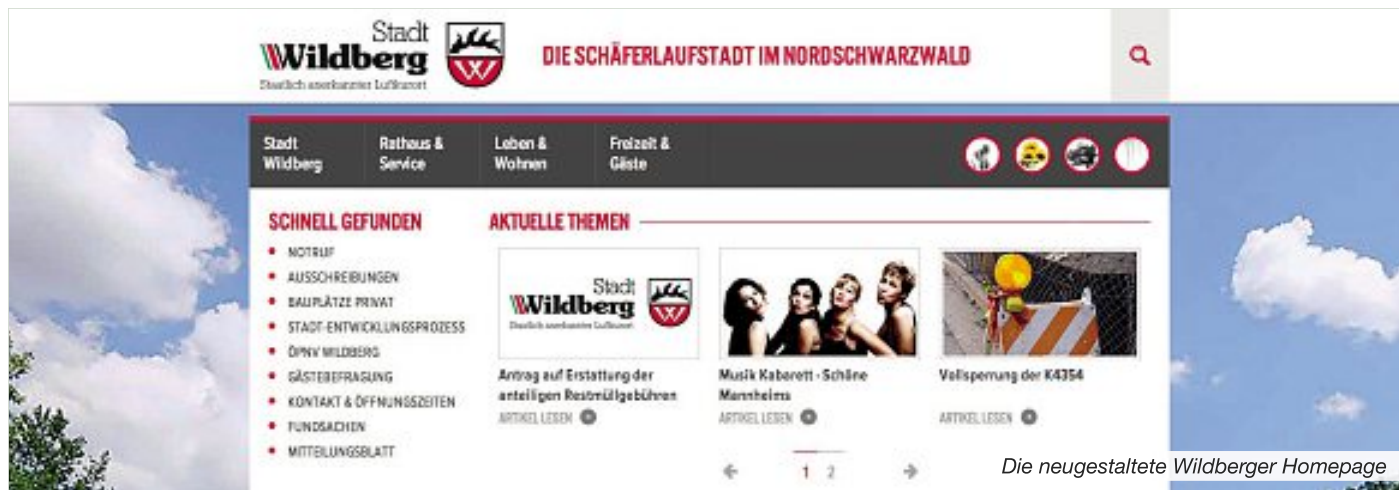 Stadt
Wildberg
Staatlich anerkannter Luftkurort
DIE SCHÄFERLAUFSTADT IM NORDSCHWARZWALD
Stadt
Wildberg
Rathaus &
Service
Leben &
Wohnen
Freizeit &
Gäste
SCHNELL GEFUNDEN
NOTRUF
AUSSCHREIBUNGEN
BAUPLÄTZE PRIVAT
STADT-ENTWICKLUNGSPROZESS
ÖPNV WILDBERG
GÄSTEBEFRAGUNG
KONTAKT & ÖFFNUNGSZEITEN
FUNDSACHEN
MITTEILUNGSBLATT
AKTUELLE THEMEN
Stadt
Wildberg
Staatlich anerkannter Luftkurort
Antrag auf Erstattung der
anteiligen Restmüllgebühren
ARTIKEL LESEN
Musik Kabarett - Schöne
Mannheims
ARTIKEL LESEN
Vollsperrung der K4354
ARTIKEL LESEN
1 2
Die neugestaltete Wildberger Homepage